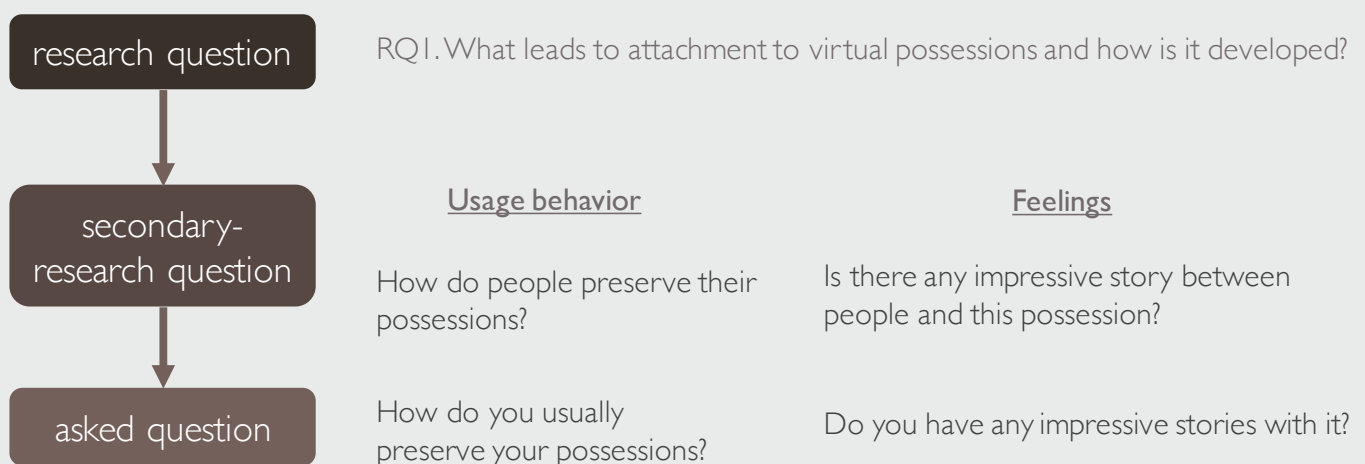 research question
RQ1. What leads to attachment to virtual possessions and how is it developed?
secondary-
research question
Usage behavior
Feelings
How do people preserve their
possessions?
Is there any impressive story between
people and this possession?
asked question
How do you usually
preserve your possessions?
Do you have any impressive stories with it?